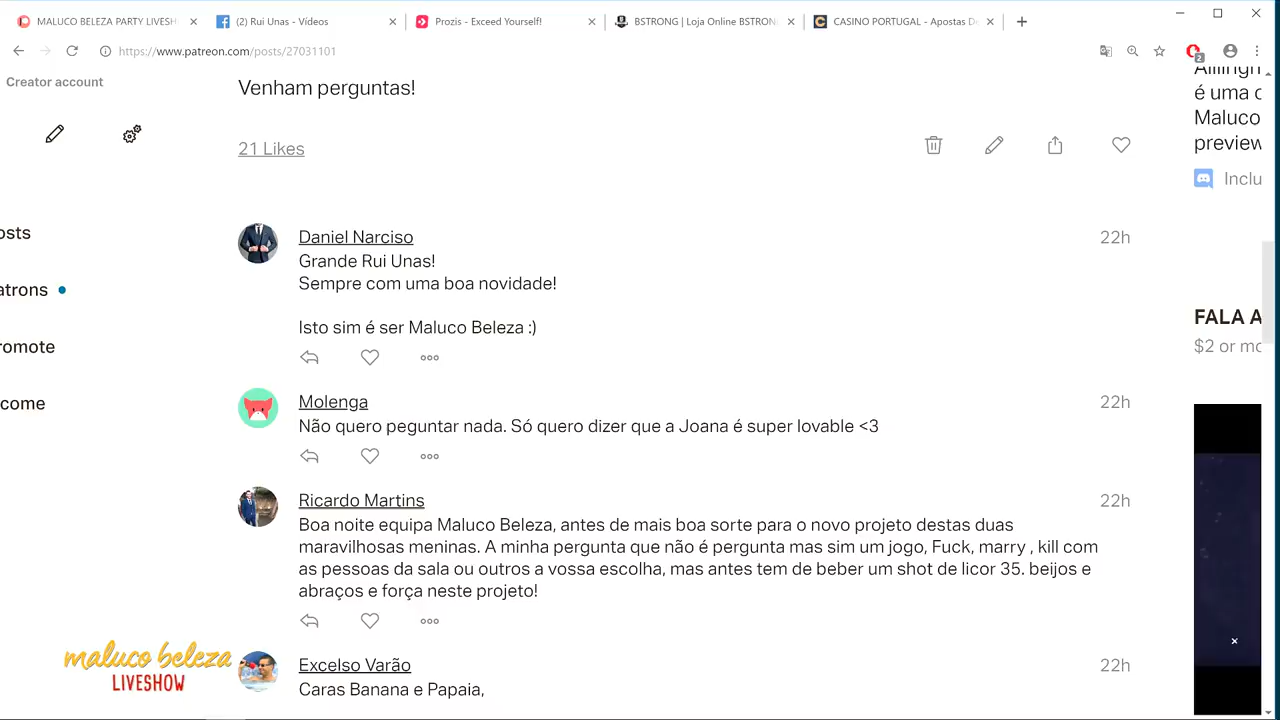 MALUCO BELEZA PARTY LIVESH
(2) Rui Unas - Vídeos
Prozis - Exceed Yourself!
BSTRONG | Loja Online BSTRON
CASINO PORTUGAL - Apostas D
https://www.patreon.com/posts/27031101
2
Creator account
Venham perguntas!
21 Likes
é uma c
Maluco
preview
Inclu
osts
atrons
romote
come
Daniel Narciso
22h
Grande Rui Unas!
Sempre com uma boa novidade!
Isto sim é ser Maluco Beleza :)
FALA A
$2 or mo
Molenga
22h
Não quero peguntar nada. Só quero dizer que a Joana é super lovable <3
Ricardo Martins
22h
Boa noite equipa Maluco Beleza, antes de mais boa sorte para o novo projeto destas duas
maravilhosas meninas. A minha pergunta que não é pergunta mas sim um jogo, Fuck, marry , kill com
as pessoas da sala ou outros a vossa escolha, mas antes tem de beber um shot de licor 35. beijos e
abraços e força neste projeto!
maluco beleza
LIVESHOW
Excelso Varão
22h
Caras Banana e Papaia,